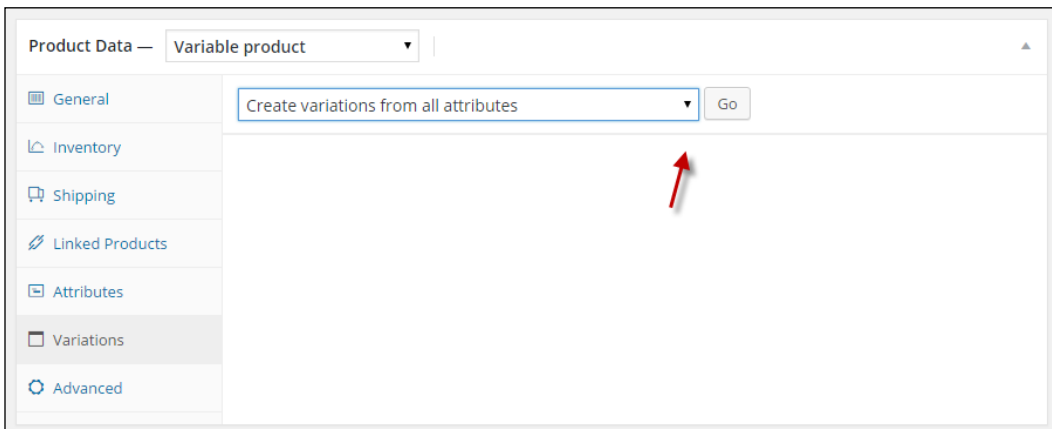 Product Data — Variable product
General
Create variations from all attributes Go
Inventory
Shipping
Linked Products
Attributes
Variations
Advanced